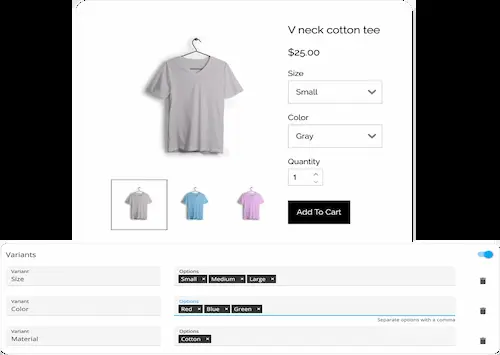 V neck cotton tee
$25.00
Size
Small
Color
Gray
Quantity
1
Add To Cart
Variants
Variant Options
Size Small × Medium × Large ×
Variant Options
Color Red × Blue × Green ×
Separate options with a comma
Variant Options
Material Cotton ×